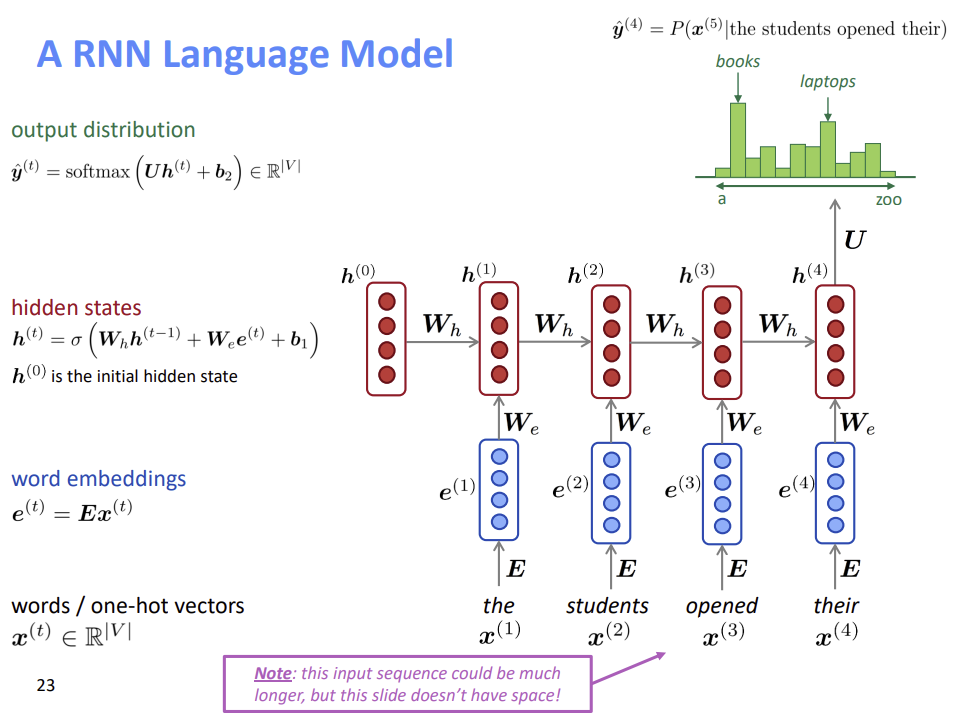 A RNN Language Model
ŷ⁽⁴⁾ = P(x⁽⁵⁾|the students opened their)
books
laptops
a
zoo
output distribution
ŷ⁽ᵗ⁾ = softmax(Uh⁽ᵗ⁾ + b₂) ∈ ℝ^|V|
U
h⁽⁰⁾ h⁽¹⁾ h⁽²⁾ h⁽³⁾ h⁽⁴⁾
hidden states
h⁽ᵗ⁾ = σ(W_h h⁽ᵗ⁻¹⁾ + W_e e⁽ᵗ⁾ + b₁)
h⁽⁰⁾ is the initial hidden state
W_h W_h W_h W_h
W_e W_e W_e W_e
word embeddings
e⁽ᵗ⁾ = Ex⁽ᵗ⁾
e⁽¹⁾ e⁽²⁾ e⁽³⁾ e⁽⁴⁾
E E E E
words / one-hot vectors
x⁽ᵗ⁾ ∈ ℝ^|V|
the students opened their
x⁽¹⁾ x⁽²⁾ x⁽³⁾ x⁽⁴⁾
Note: this input sequence could be much
longer, but this slide doesn't have space!
23